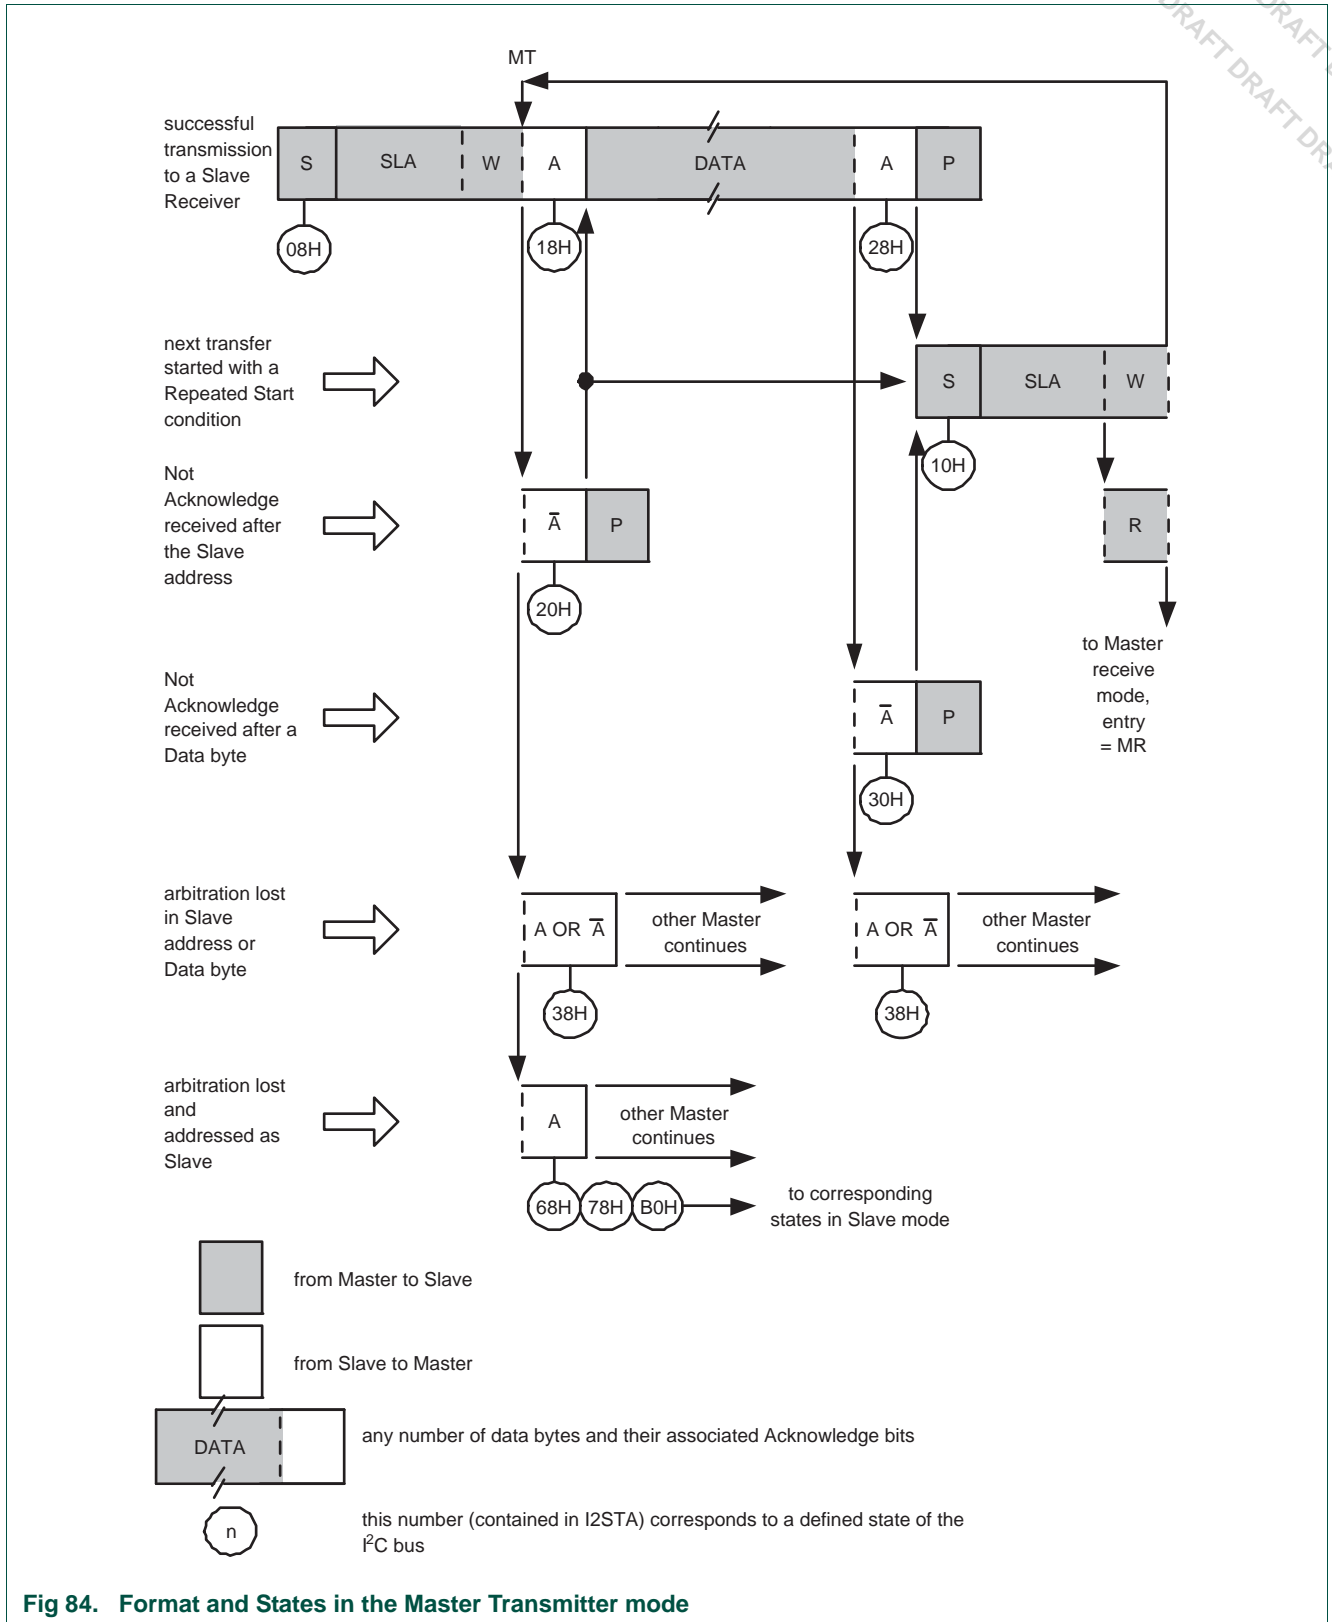 DRAFT DRAFT DRAFT
DRAFT
MT
successful
transmission
to a Slave
Receiver
S
SLA
W
A
DATA
A
P
08H
18H
28H
next transfer
started with a
Repeated Start
condition
S
SLA
W
10H
Not
Acknowledge
received after
the Slave
address
A̅
P
R
20H
to Master
receive
mode,
entry
= MR
Not
Acknowledge
received after a
Data byte
A̅
P
30H
arbitration lost
in Slave
address or
Data byte
A OR A̅
other Master
continues
A OR A̅
other Master
continues
38H
38H
arbitration lost
and
addressed as
Slave
A
other Master
continues
68H
78H
B0H
to corresponding
states in Slave mode
from Master to Slave
from Slave to Master
DATA
any number of data bytes and their associated Acknowledge bits
n
this number (contained in I2STA) corresponds to a defined state of the
I²C bus
Fig 84. Format and States in the Master Transmitter mode